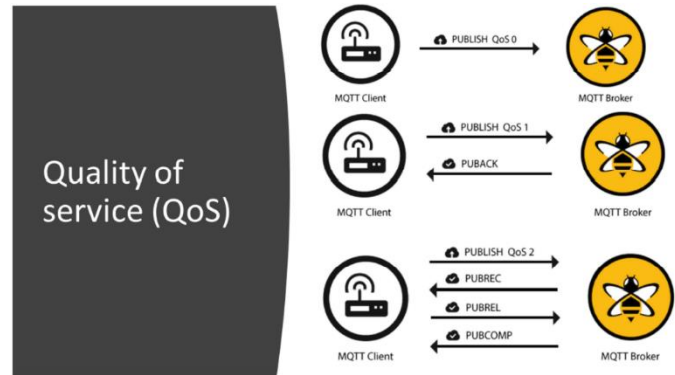 Quality of
service (QoS)
PUBLISH QoS 0
MQTT Client
MQTT Broker
PUBLISH QoS 1
PUBACK
MQTT Client
MQTT Broker
PUBLISH QoS 2
PUBREC
PUBREL
PUBCOMP
MQTT Client
MQTT Broker